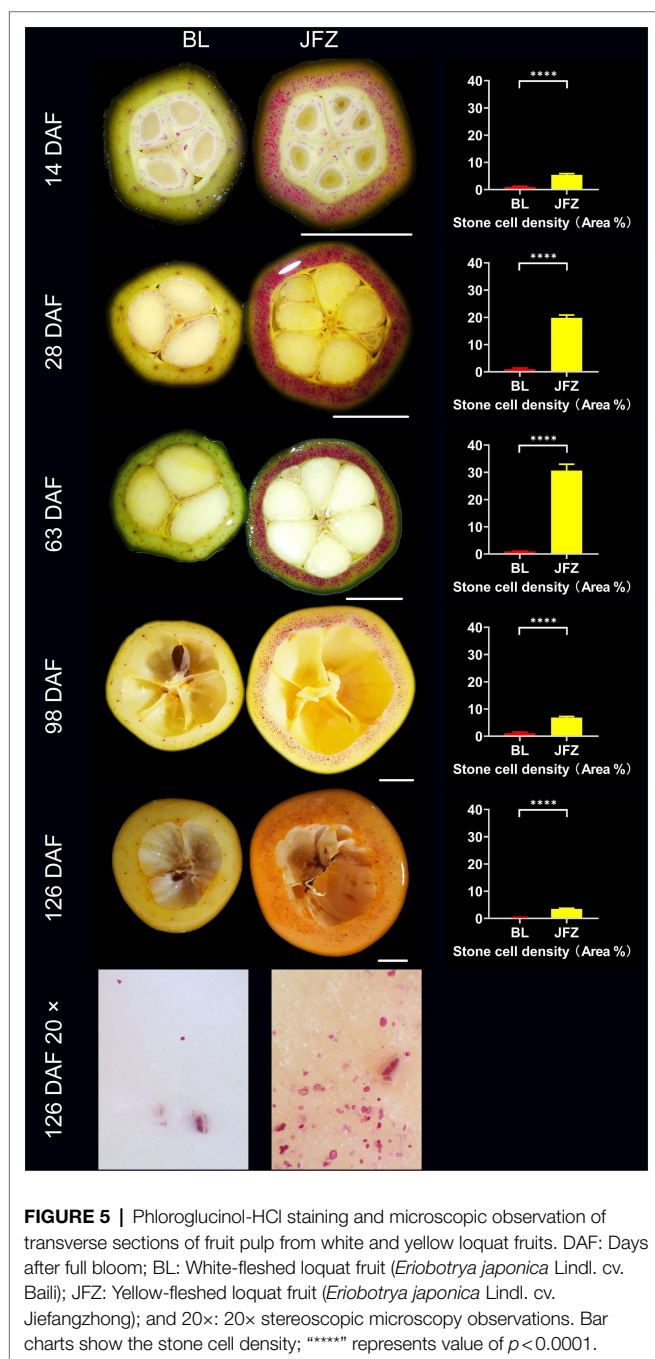 BL JFZ
14 DAF
40
30
20
10
0
****
BL JFZ
Stone cell density (Area %)
28 DAF
40
30
20
10
0
****
BL JFZ
Stone cell density (Area %)
63 DAF
40
30
20
10
0
****
BL JFZ
Stone cell density (Area %)
98 DAF
40
30
20
10
0
****
BL JFZ
Stone cell density (Area %)
126 DAF
40
30
20
10
0
****
BL JFZ
Stone cell density (Area %)
126 DAF 20 ×
FIGURE 5 | Phloroglucinol-HCl staining and microscopic observation of
transverse sections of fruit pulp from white and yellow loquat fruits. DAF: Days
after full bloom; BL: White-fleshed loquat fruit (Eriobotrya japonica Lindl. cv.
Baili); JFZ: Yellow-fleshed loquat fruit (Eriobotrya japonica Lindl. cv.
Jiefangzhong); and 20×: 20× stereoscopic microscopy observations. Bar
charts show the stone cell density; “****” represents value of p<0.0001.